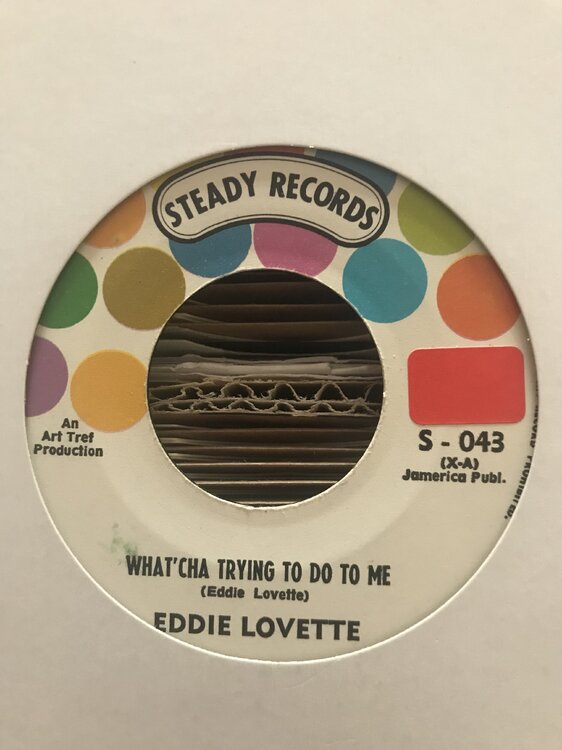 STEADY RECORDS
An
Art Tref
Production
S - 043
(X-A)
Jamerica Publ.
WHAT'CHA TRYING TO DO TO ME
(Eddie Lovette)
EDDIE LOVETTE